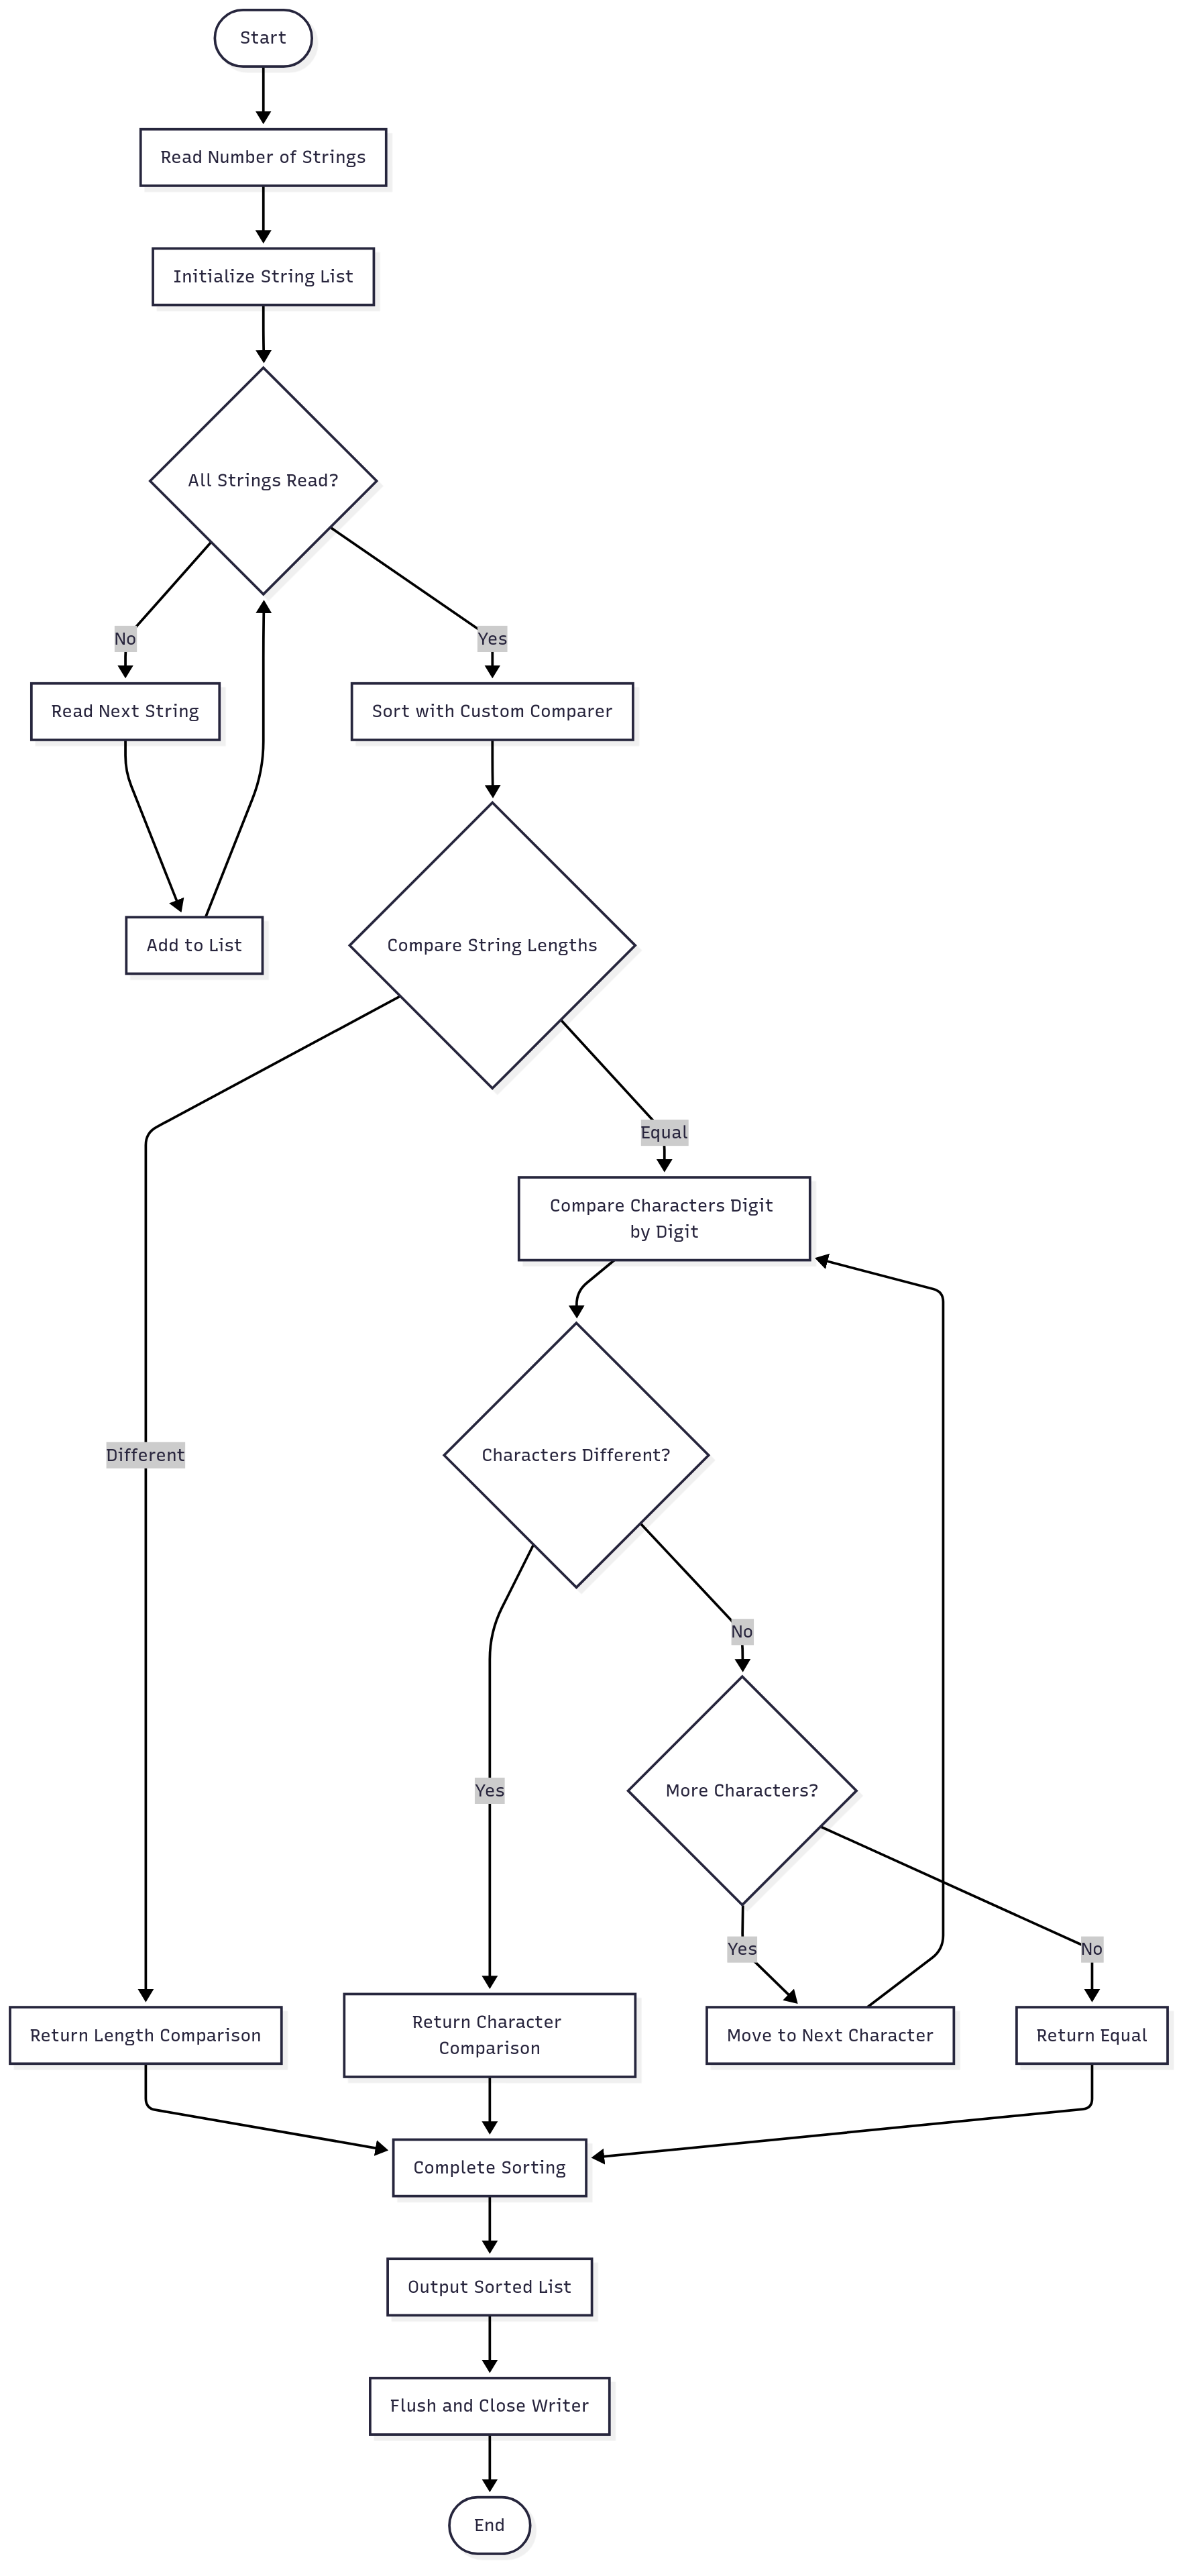 Start
Read Number of Strings
Initialize String List
All Strings Read?
No
Yes
Read Next String
Sort with Custom Comparer
Add to List
Compare String Lengths
Equal
Compare Characters Digit
by Digit
Different
Characters Different?
No
Yes
More Characters?
Yes
No
Return Length Comparison
Return Character
Comparison
Move to Next Character
Return Equal
Complete Sorting
Output Sorted List
Flush and Close Writer
End